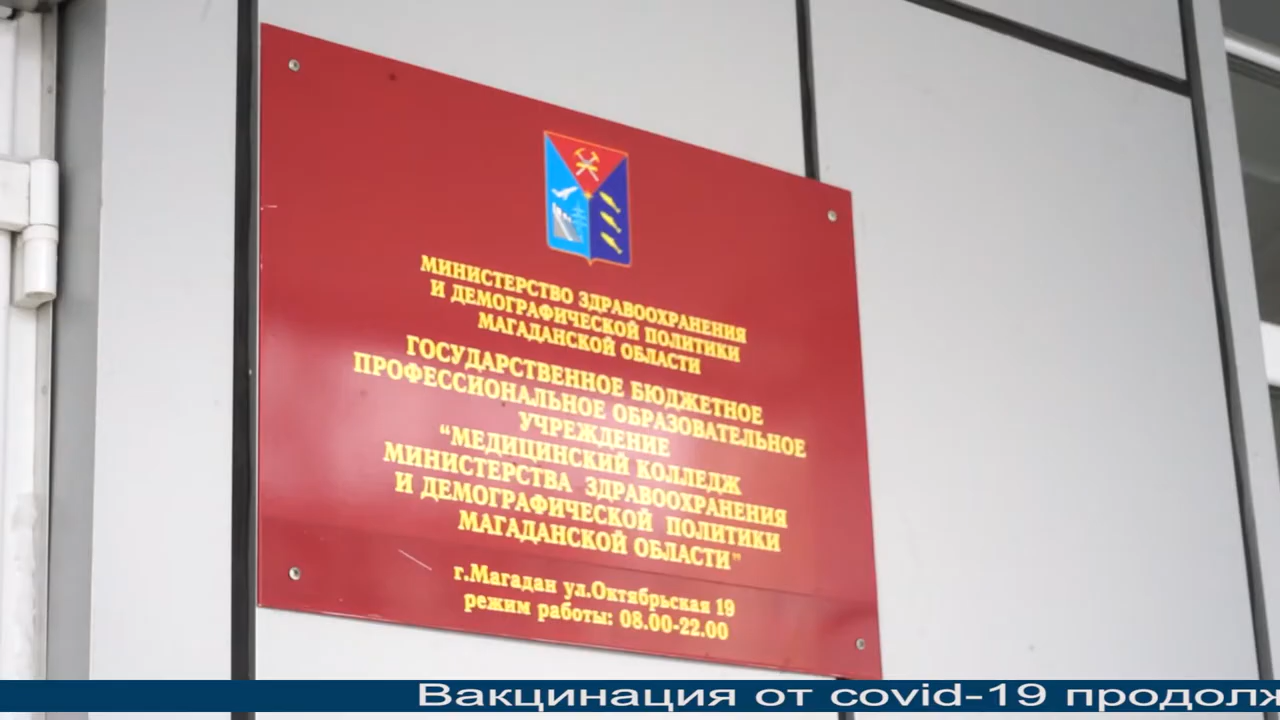 МИНИСТЕРСТВО ЗДРАВООХРАНЕНИЯ
И ДЕМОГРАФИЧЕСКОЙ ПОЛИТИКИ
МАГАДАНСКОЙ ОБЛАСТИ
ГОСУДАРСТВЕННОЕ БЮДЖЕТНОЕ
ПРОФЕССИОНАЛЬНОЕ ОБРАЗОВАТЕЛЬНОЕ
УЧРЕЖДЕНИЕ
“МЕДИЦИНСКИЙ КОЛЛЕДЖ
МИНИСТЕРСТВА ЗДРАВООХРАНЕНИЯ
И ДЕМОГРАФИЧЕСКОЙ ПОЛИТИКИ
МАГАДАНСКОЙ ОБЛАСТИ”
г.Магадан ул.Октябрьская 19
режим работы: 08.00-22.00
Вакцинация от covid-19 продолж